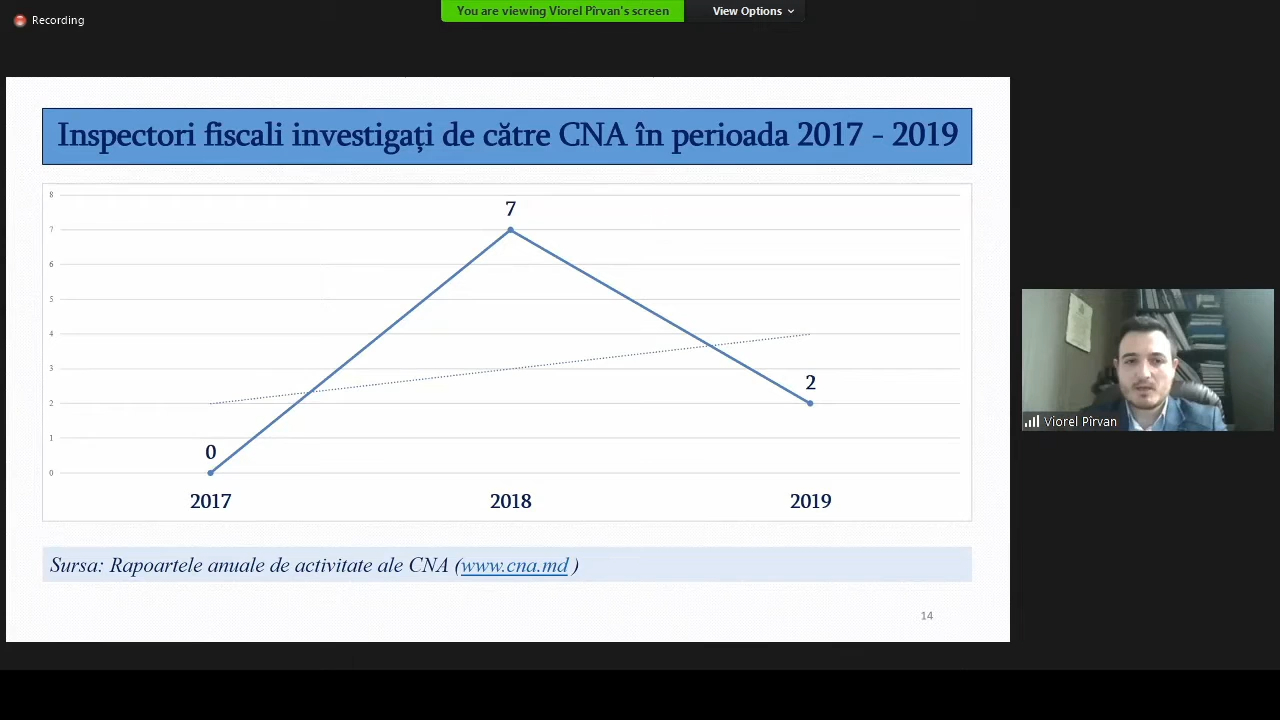 Recording
You are viewing Viorel Pîrvan's screen
View Options
Inspectori fiscali investigați de către CNA în perioada 2017 - 2019
8
7
6
5
4
3
2
1
0
0
7
2
2017
2018
2019
Sursa: Rapoartele anuale de activitate ale CNA (www.cna.md )
14
Viorel Pîrvan